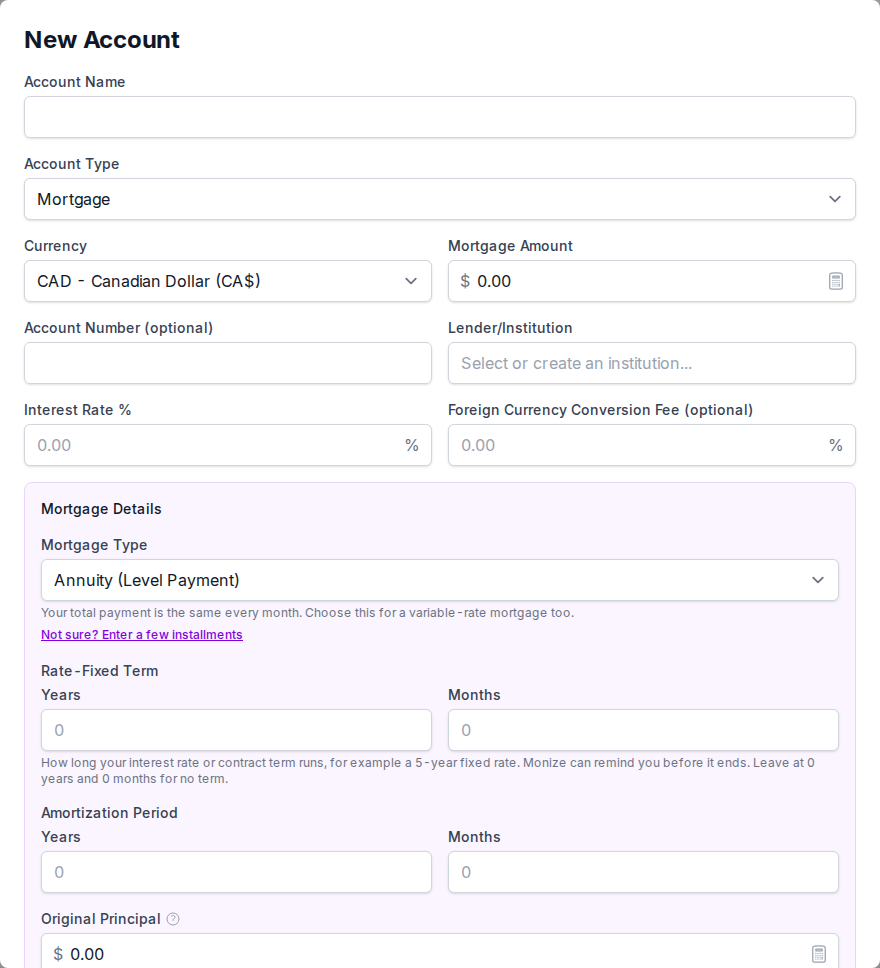 New Account
Account Name
Account Type
Mortgage
Currency
Mortgage Amount
CAD - Canadian Dollar (CA$)
$ 0.00
Account Number (optional)
Lender/Institution
Select or create an institution...
Interest Rate %
Foreign Currency Conversion Fee (optional)
0.00 %
0.00 %
Mortgage Details
Mortgage Type
Annuity (Level Payment)
Your total payment is the same every month. Choose this for a variable-rate mortgage too.
Not sure? Enter a few installments
Rate-Fixed Term
Years
Months
0
0
How long your interest rate or contract term runs, for example a 5-year fixed rate. Monize can remind you before it ends. Leave at 0
years and 0 months for no term.
Amortization Period
Years
Months
0
0
Original Principal ?
$ 0.00